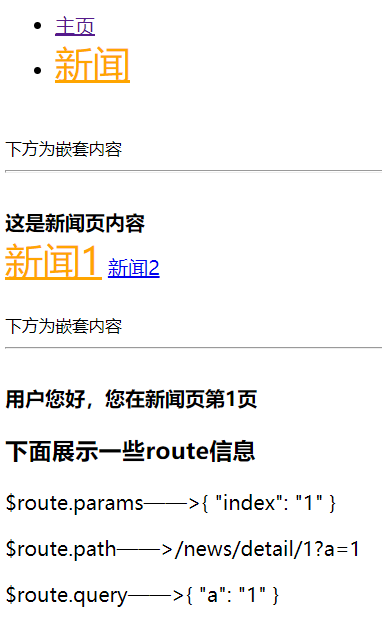 主页
新闻
下方为嵌套内容
这是新闻页内容
新闻1 新闻2
下方为嵌套内容
用户您好，您在新闻页第1页
下面展示一些route信息
$route.params——>{ "index": "1" }
$route.path——>/news/detail/1?a=1
$route.query——>{ "a": "1" }